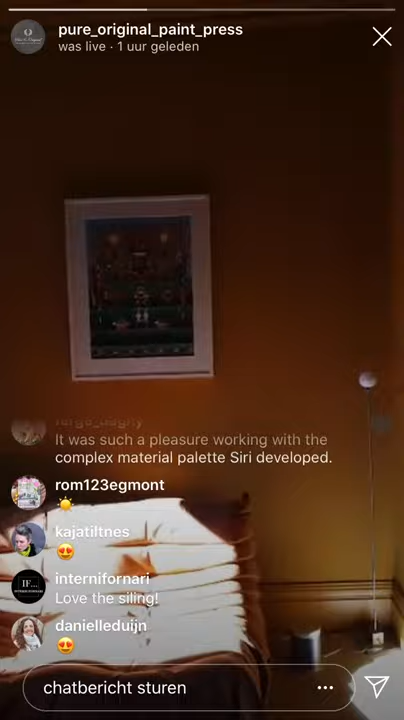 pure_original_paint_press
was live · 1 uur geleden
It was such a pleasure working with the
complex material palette Siri developed.
rom123egmont
kajatiltnes
IF...
internifornari
Love the siling!
danielleduijn
chatbericht sturen